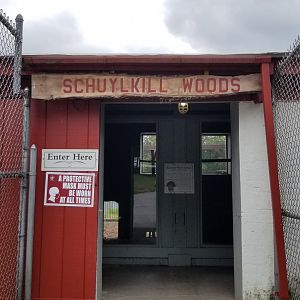 SCHUYLKILL WOODS
Enter Here
A PROTECTIVE
MASK MUST
BE WORN
AT ALL TIMES